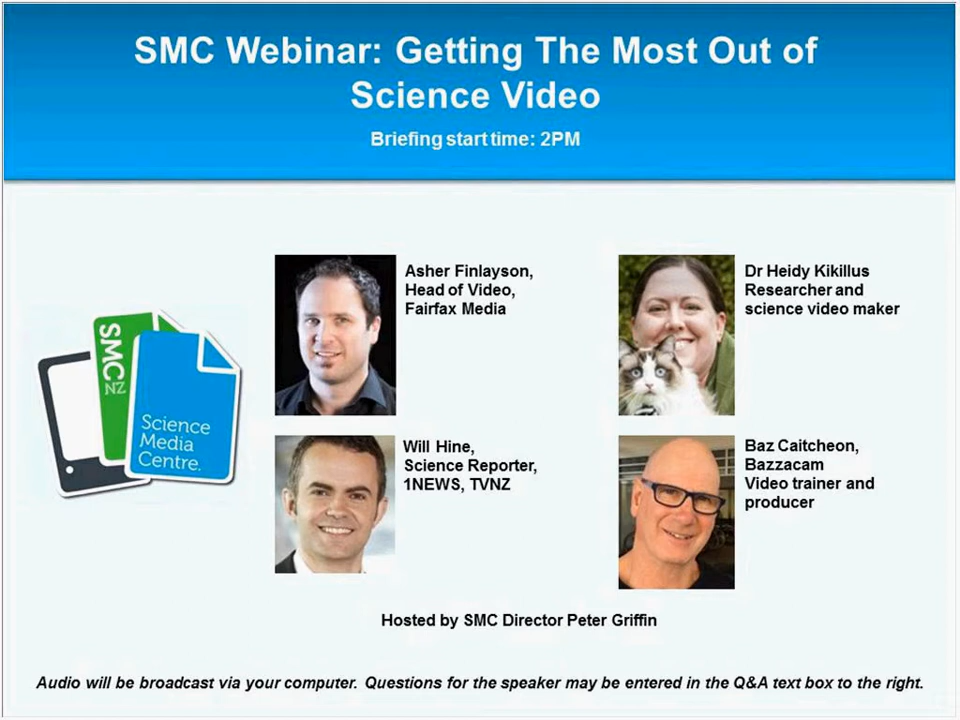 SMC Webinar: Getting The Most Out of
Science Video
Briefing start time: 2PM
SMC
NZ
Science
Media
Centre.
Asher Finlayson,
Head of Video,
Fairfax Media
Dr Heidy Kikillus
Researcher and
science video maker
Will Hine,
Science Reporter,
1NEWS, TVNZ
Baz Caitcheon,
Bazzacam
Video trainer and
producer
Hosted by SMC Director Peter Griffin
Audio will be broadcast via your computer. Questions for the speaker may be entered in the Q&A text box to the right.